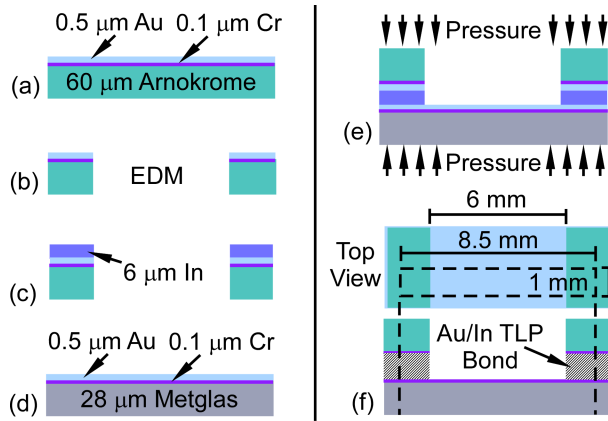 0.5 μm Au 0.1 μm Cr
60 μm Arnokrome
(a)
EDM
(b)
6 μm In
(c)
0.5 μm Au 0.1 μm Cr
28 μm Metglas
(d)
Pressure
(e)
Pressure
6 mm
Top
View
8.5 mm
1 mm
Au/In TLP
Bond
(f)